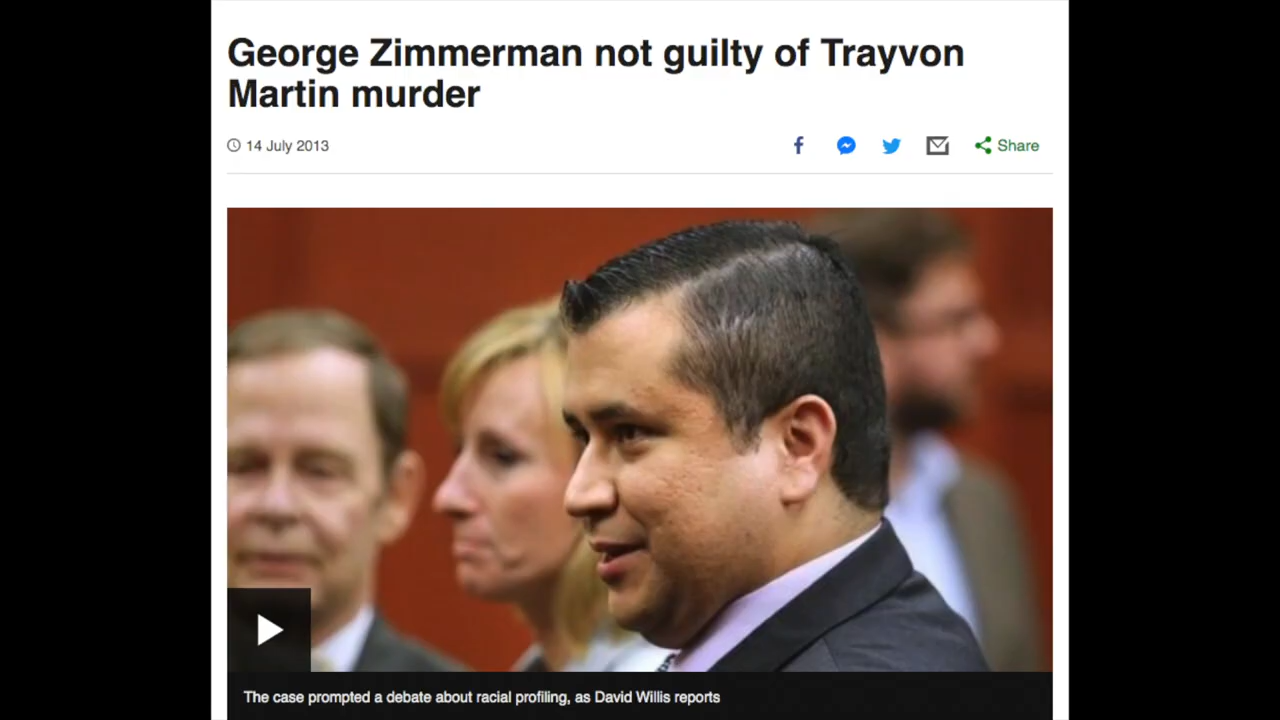 George Zimmerman not guilty of Trayvon
Martin murder
14 July 2013
Share
The case prompted a debate about racial profiling, as David Willis reports